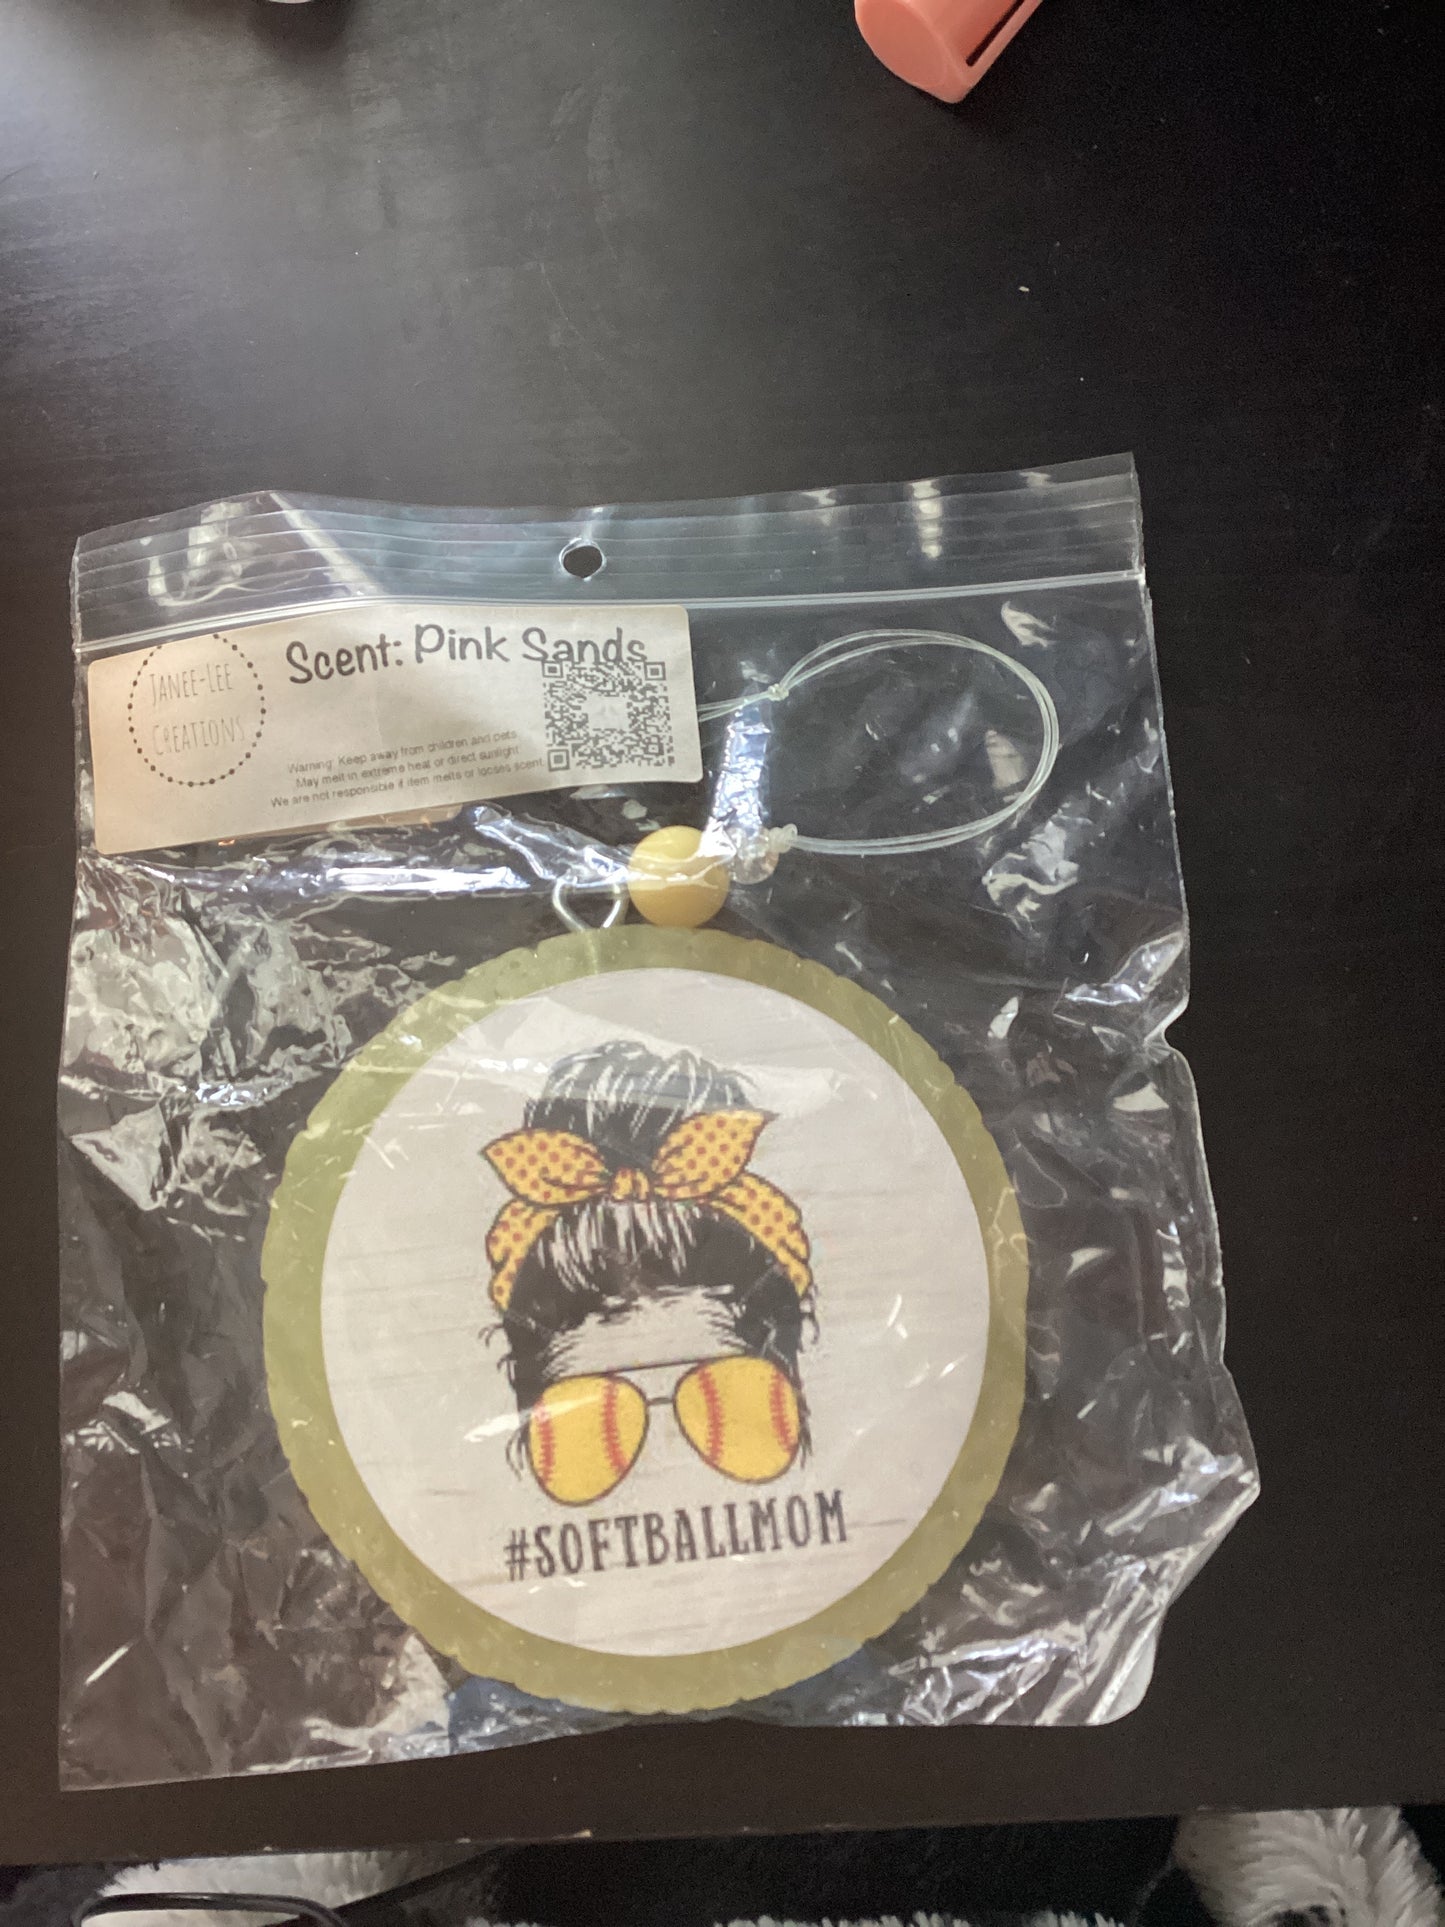 JANEE-LEE
CREATIONS
Scent: Pink Sands
Warning: Keep away from children and pets
May melt in extreme heat or direct sunlight
We are not responsible if item melts or looses scent.
#SOFTBALLMOM